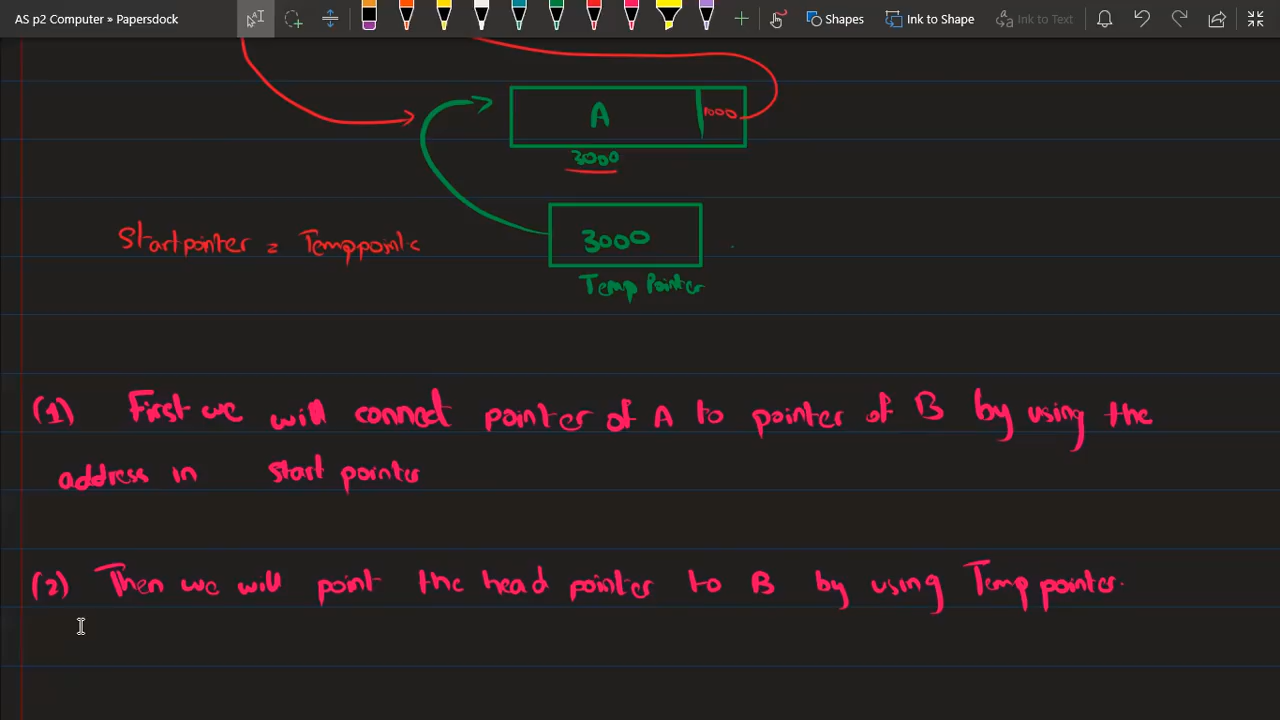 AS p2 Computer » Papersdock
Shapes
Ink to Shape
Ink to Text
A
1000
3000
3000
Startpointer = Temppointe
Temp Pointer
(1) First we will connect pointer of A to pointer of B by using the
address in start pointer
(2) Then we will point the head pointer to B by using Temp pointer.